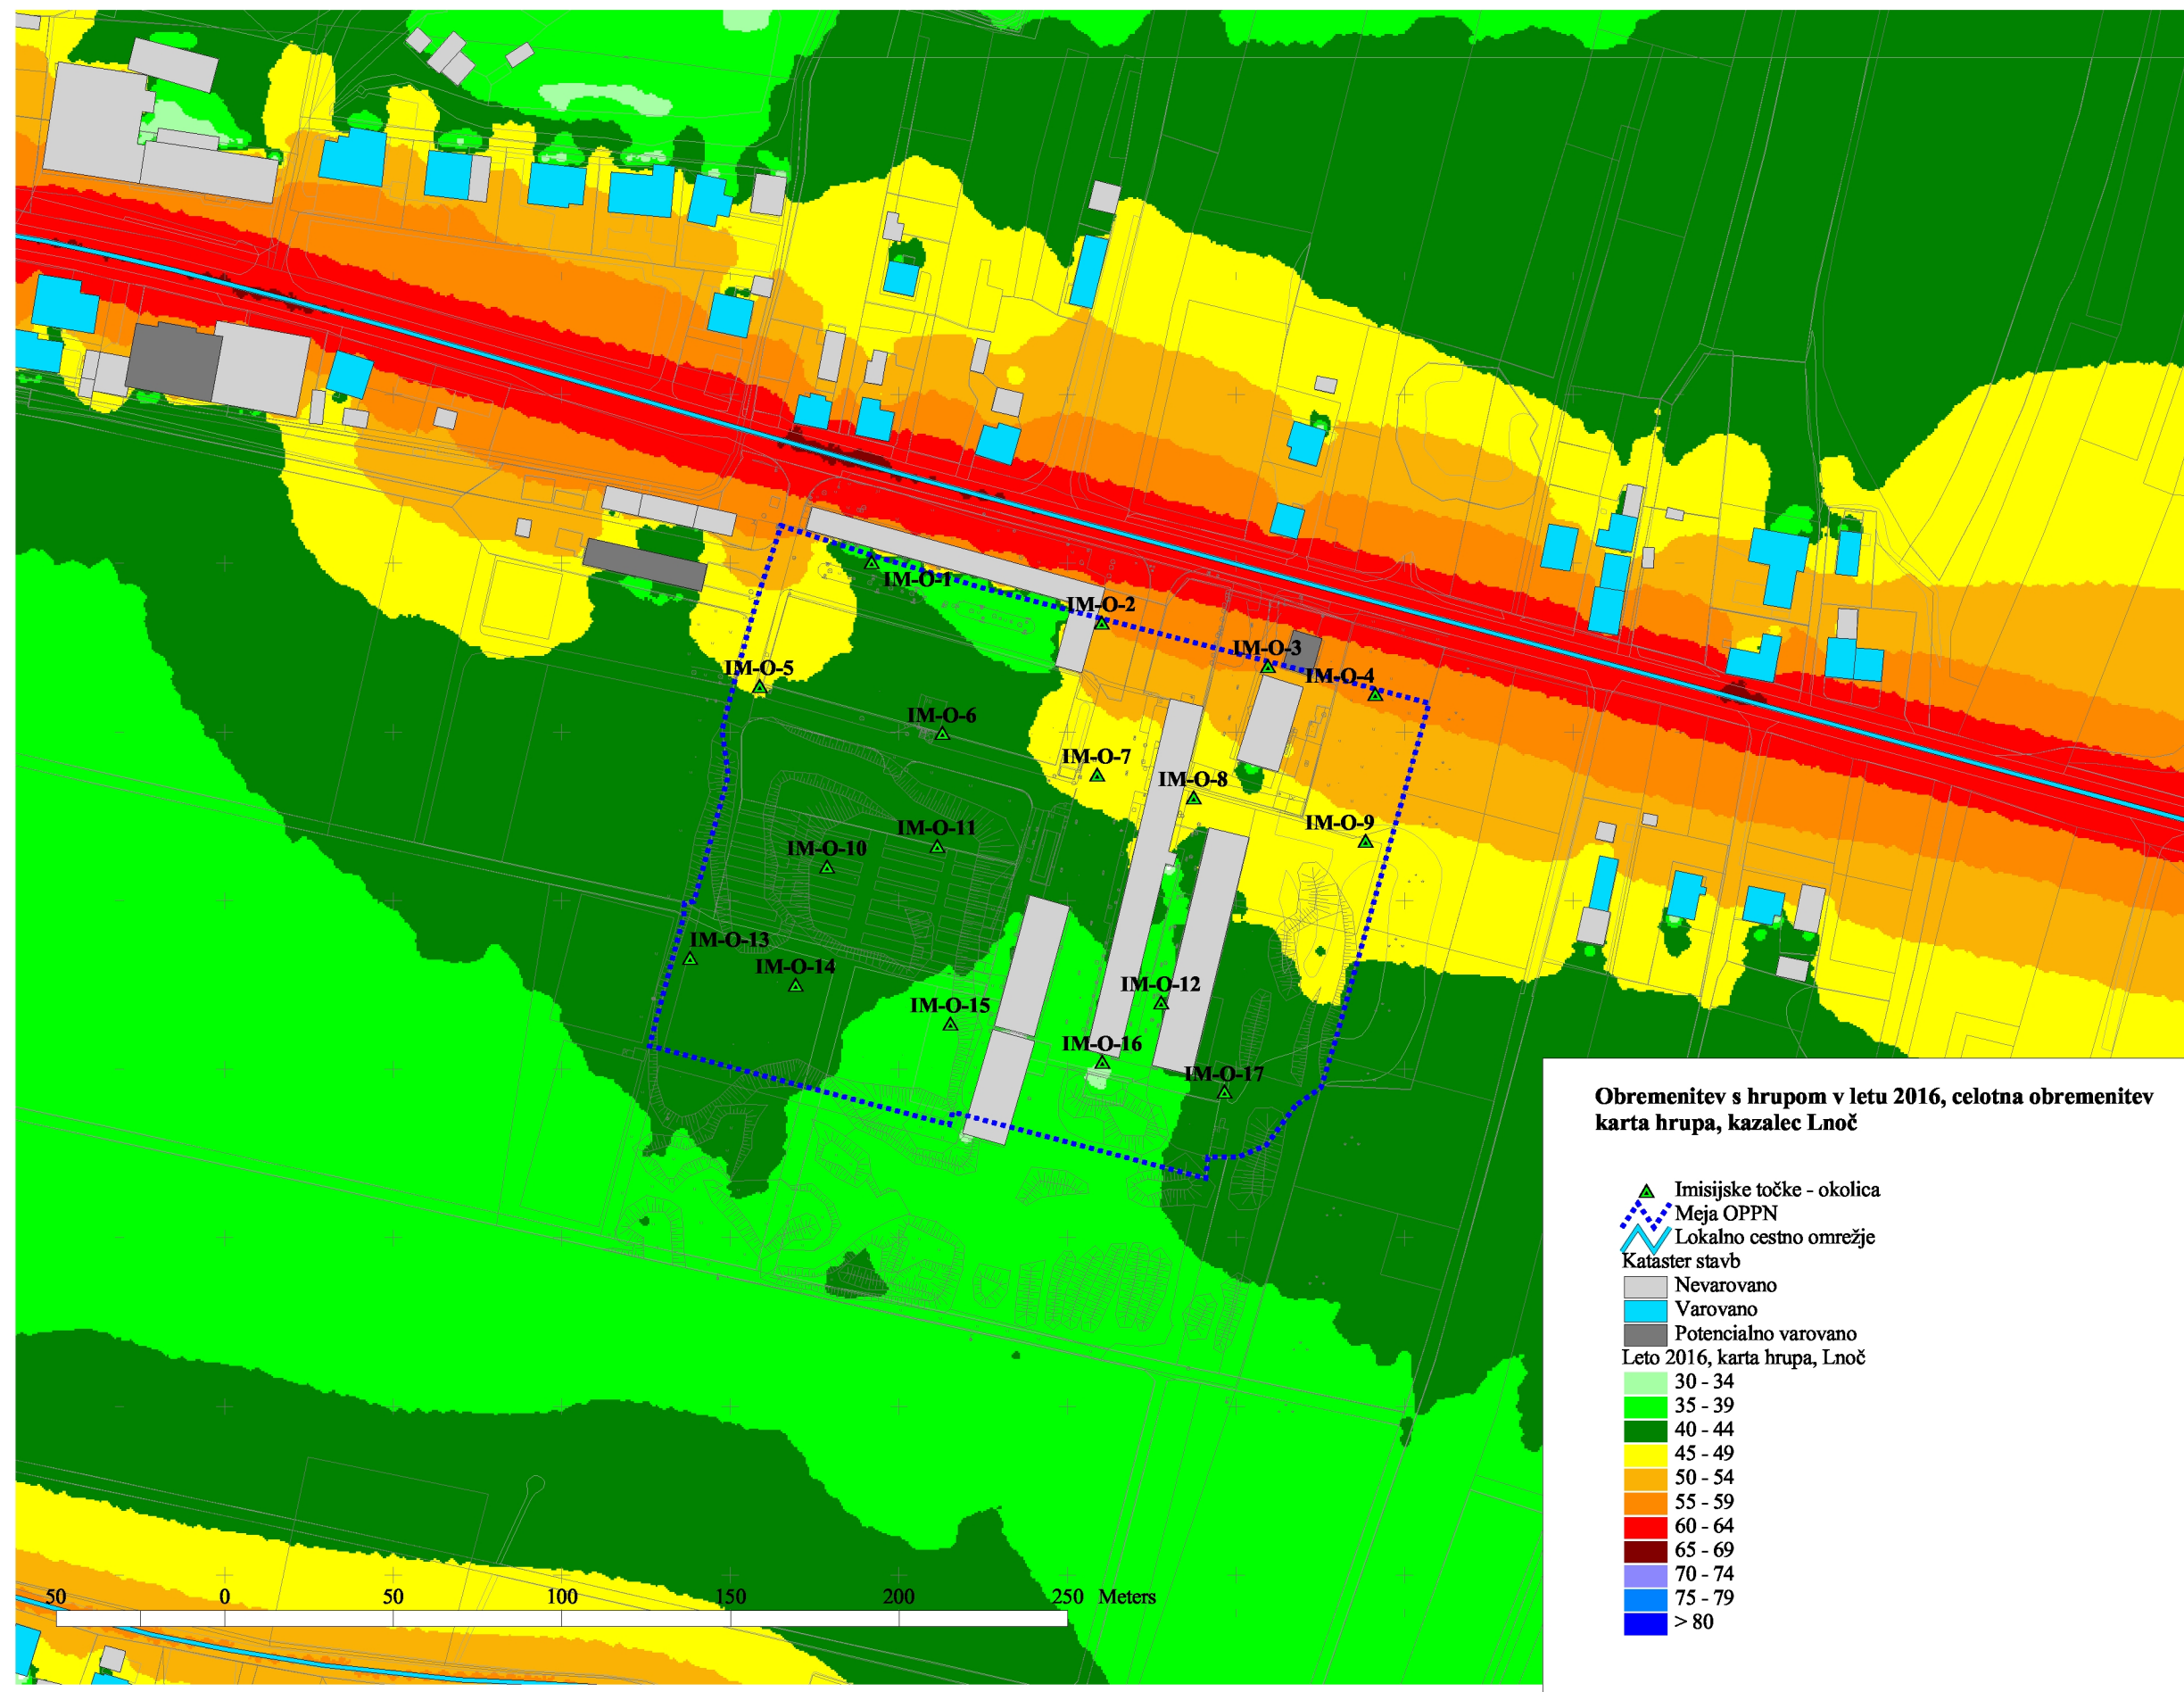 IM-O-1
IM-O-2
IM-O-3
IM-O-4
IM-O-5
IM-O-6
IM-O-7
IM-O-8
IM-O-9
IM-O-11
IM-O-10
IM-O-13
IM-O-14
IM-O-12
IM-O-15
IM-O-16
IM-O-17
Obremenitev s hrupom v letu 2016, celotna obremenitev
karta hrupa, kazalec Lnoč
Imisijske točke - okolica
Meja OPPN
Lokalno cestno omrežje
Kataster stavb
Nevarovano
Varovano
Potencialno varovano
Leto 2016, karta hrupa, Lnoč
30 - 34
35 - 39
40 - 44
45 - 49
50 - 54
55 - 59
60 - 64
65 - 69
70 - 74
75 - 79
> 80
50 0 50 100 150 200 250 Meters